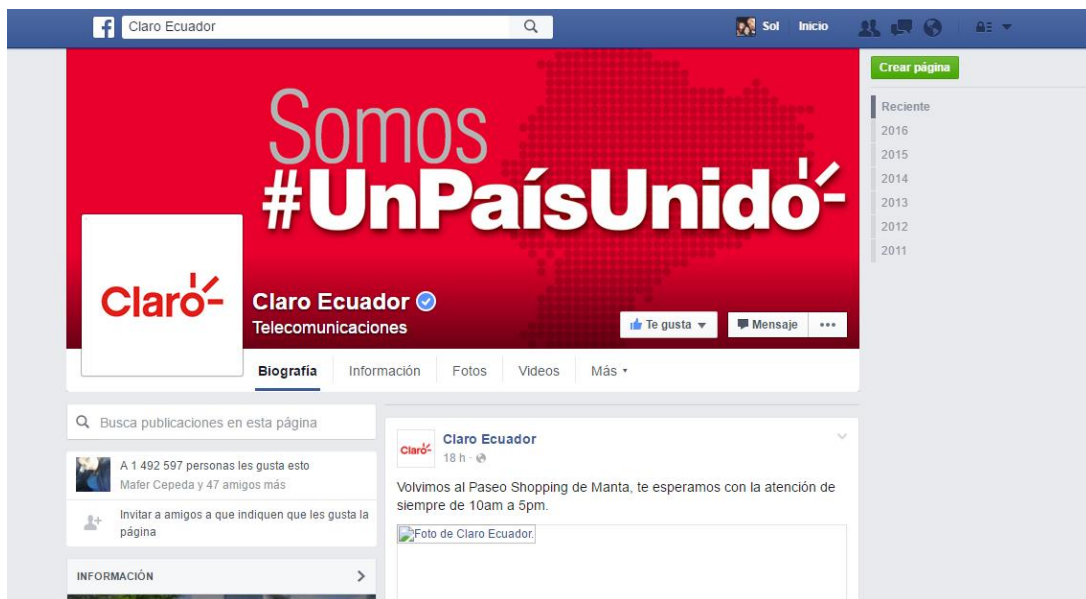 Claro Ecuador
Sol
Inicio
Somos
#UnPaísUnido
Claro
Claro Ecuador
Telecomunicaciones
Te gusta
Mensaje
Biografía
Información
Fotos
Videos
Más
Crear página
Reciente
2016
2015
2014
2013
2012
2011
Busca publicaciones en esta página
A 1 492 597 personas les gusta esto
Mafer Cepeda y 47 amigos más
Invitar a amigos a que indiquen que les gusta la
página
INFORMACIÓN
Claro
Claro Ecuador
18 h ·
Volvimos al Paseo Shopping de Manta, te esperamos con la atención de
siempre de 10am a 5pm.
Foto de Claro Ecuador.